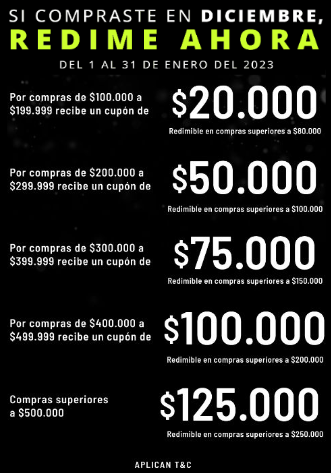 SI COMPRASTE EN DICIEMBRE,
REDIME AHORA
DEL 1 AL 31 DE ENERO DEL 2023
Por compras de $100.000 a
$199.999 recibe un cupón de
$20.000
Redimible en compras superiores a $80.000
Por compras de $200.000 a
$299.999 recibe un cupón de
$50.000
Redimible en compras superiores a $100.000
Por compras de $300.000 a
$399.999 recibe un cupón de
$75.000
Redimible en compras superiores a $150.000
Por compras de $400.000 a
$499.999 recibe un cupón de
$100.000
Redimible en compras superiores a $200.000
Compras superiores
a $500.000
$125.000
Redimible en compras superiores a $250.000
APLICAN T&C